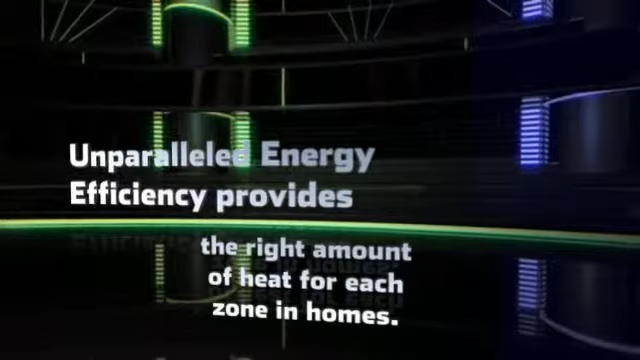 Unparalleled Energy
Efficiency provides
the right amount
of heat for each
zone in homes.